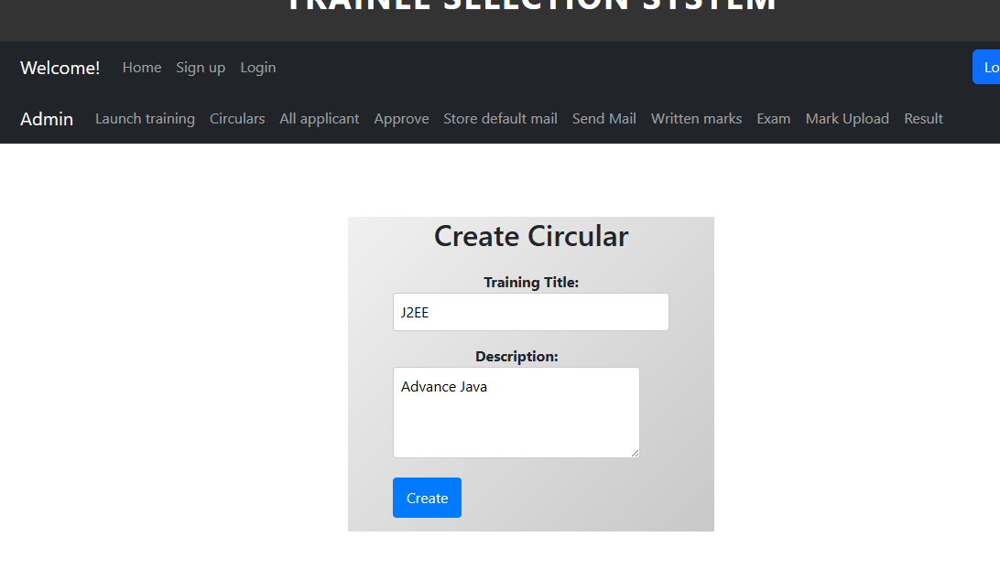 TRAINEE SELECTION SYSTEM
Welcome! Home Sign up Login Lo
Admin Launch training Circulars All applicant Approve Store default mail Send Mail Written marks Exam Mark Upload Result
Create Circular
Training Title:
J2EE
Description:
Advance Java
Create